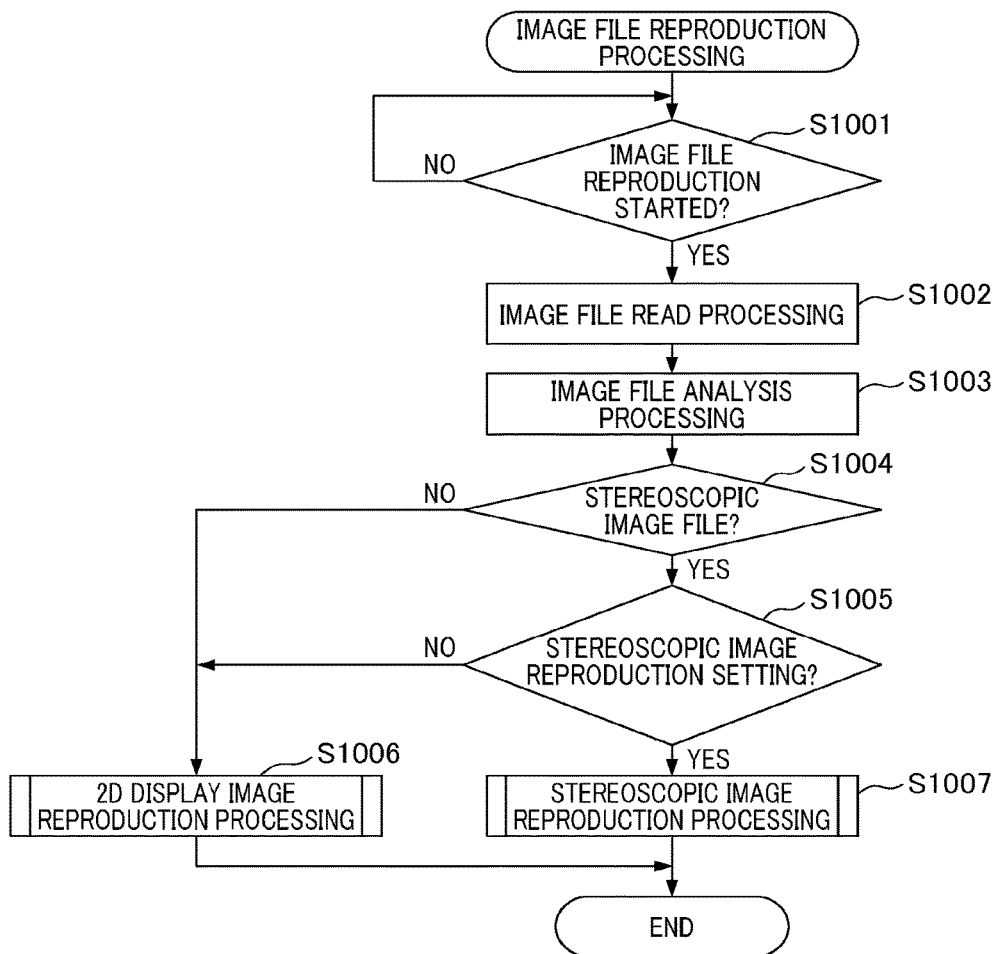 IMAGE FILE REPRODUCTION
PROCESSING
S1001
NO
IMAGE FILE
REPRODUCTION
STARTED?
YES
S1002
IMAGE FILE READ PROCESSING
S1003
IMAGE FILE ANALYSIS
PROCESSING
S1004
NO
STEREOSCOPIC
IMAGE FILE?
YES
S1005
NO
STEREOSCOPIC IMAGE
REPRODUCTION SETTING?
YES
S1006
2D DISPLAY IMAGE
REPRODUCTION PROCESSING
S1007
STEREOSCOPIC IMAGE
REPRODUCTION PROCESSING
END